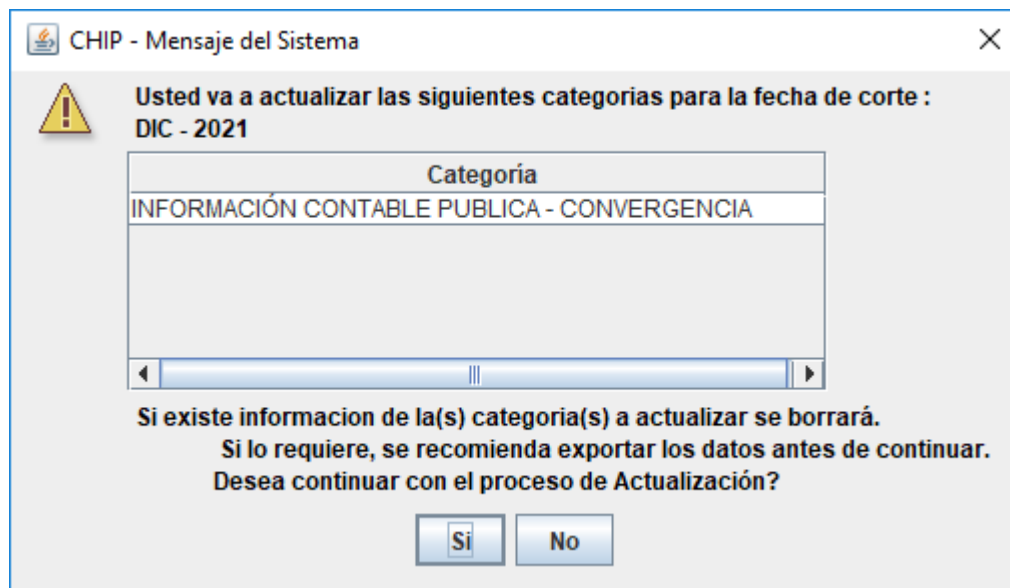 CHIP - Mensaje del Sistema
Usted va a actualizar las siguientes categorias para la fecha de corte :
DIC - 2021
Categoría
INFORMACIÓN CONTABLE PUBLICA - CONVERGENCIA
Si existe informacion de la(s) categoria(s) a actualizar se borrará.
Si lo requiere, se recomienda exportar los datos antes de continuar.
Desea continuar con el proceso de Actualización?
Si No